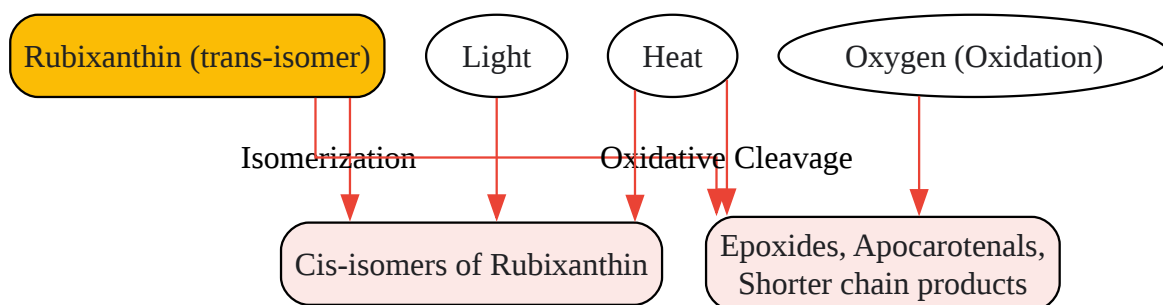 Rubixanthin (trans-isomer)
Light
Heat
Oxygen (Oxidation)
Isomerization
Oxidative Cleavage
Cis-isomers of Rubixanthin
Epoxides, Apocarotenals,
Shorter chain products